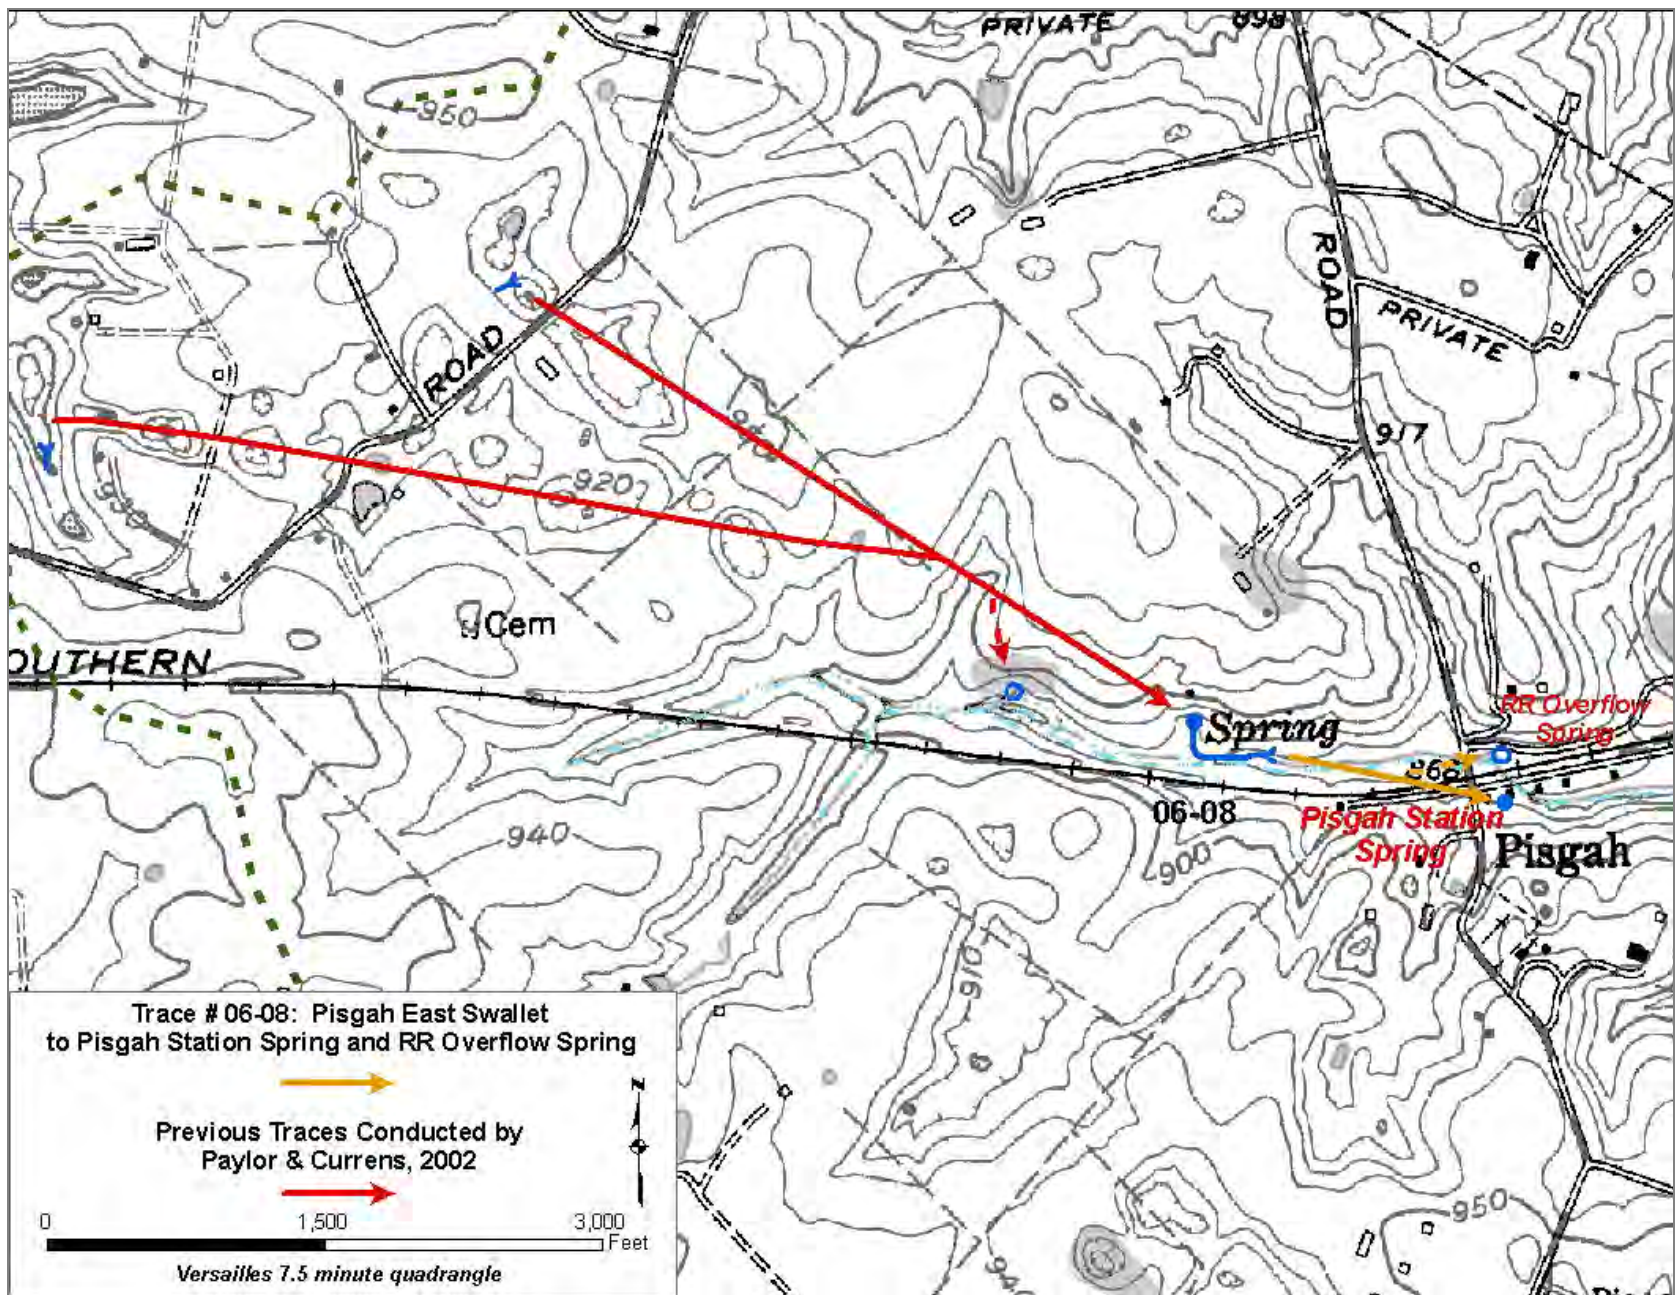 PRIVATE
898
950
ROAD
ROAD
PRIVATE
917
920
Cem
OUTHERN
RR Overflow
Spring
Spring
06-08
Pisgah Station
Spring
Pisgah
940
900
910
950
940
Trace # 06-08: Pisgah East Swallet
to Pisgah Station Spring and RR Overflow Spring
N
Previous Traces Conducted by
Paylor & Currens, 2002
0 1,500 3,000
Feet
Versailles 7.5 minute quadrangle